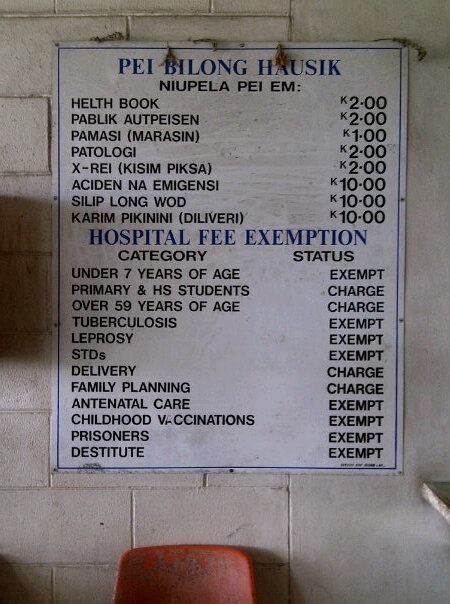 PEI BILONG HAUSIK
NIUPELA PEI EM:
HELTH BOOK K2·00
PABLIK AUTPEISEN K2·00
PAMASI (MARASIN) K1·00
PATOLOGI K2·00
X-REI (KISIM PIKSA) K2·00
ACIDEN NA EMIGENSI K10·00
SILIP LONG WOD K10·00
KARIM PIKININI (DILIVERI) K10·00
HOSPITAL FEE EXEMPTION
CATEGORY STATUS
UNDER 7 YEARS OF AGE EXEMPT
PRIMARY & HS STUDENTS CHARGE
OVER 59 YEARS OF AGE CHARGE
TUBERCULOSIS EXEMPT
LEPROSY EXEMPT
STDs EXEMPT
DELIVERY CHARGE
FAMILY PLANNING CHARGE
ANTENATAL CARE EXEMPT
CHILDHOOD VACCINATIONS EXEMPT
PRISONERS EXEMPT
DESTITUTE EXEMPT